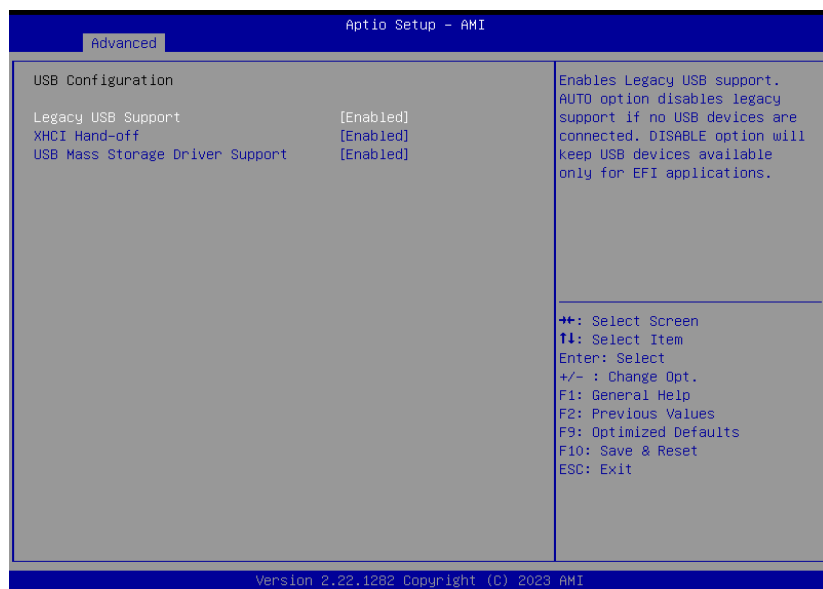 Aptio Setup - AMI
Advanced
USB Configuration
Legacy USB Support [Enabled]
XHCI Hand-off [Enabled]
USB Mass Storage Driver Support [Enabled]
Enables Legacy USB support.
AUTO option disables legacy
support if no USB devices are
connected. DISABLE option will
keep USB devices available
only for EFI applications.
→←: Select Screen
↑↓: Select Item
Enter: Select
+/- : Change Opt.
F1: General Help
F2: Previous Values
F9: Optimized Defaults
F10: Save & Reset
ESC: Exit
Version 2.22.1282 Copyright (C) 2023 AMI